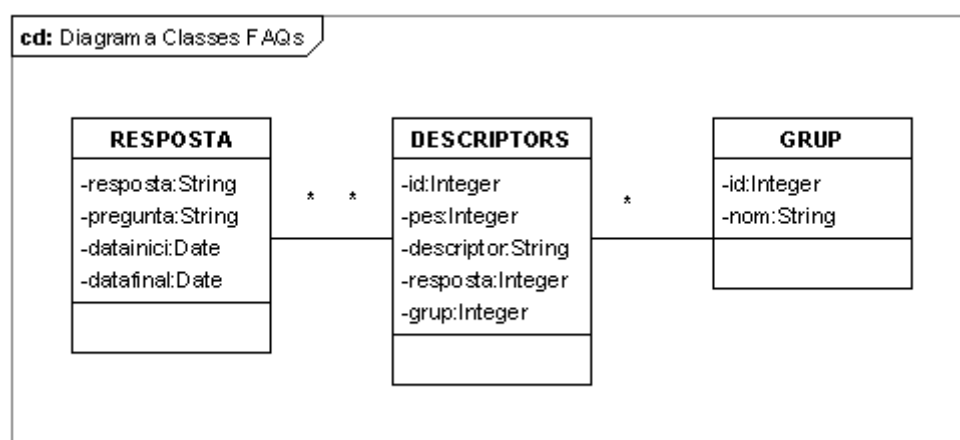 cd: Diagrama Classes FAQs
RESPOSTA
-resposta:String
-pregunta:String
-datainici:Date
-datafinal:Date
* *
DESCRIPTORS
-id:Integer
-pes:Integer
-descriptor:String
-resposta:Integer
-grup:Integer
*
GRUP
-id:Integer
-nom:String